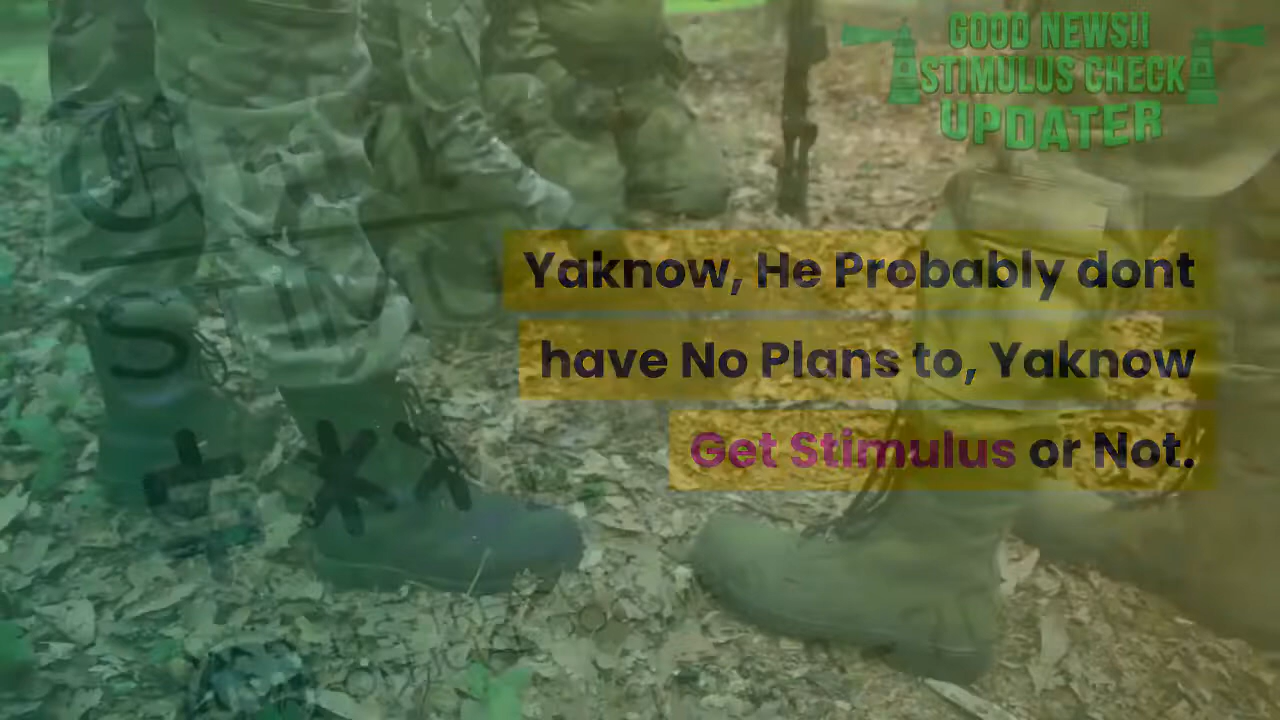 GOOD NEWS!!
STIMULUS CHECK
UPDATER
Yaknow, He Probably dont
have No Plans to, Yaknow
Get Stimulus or Not.